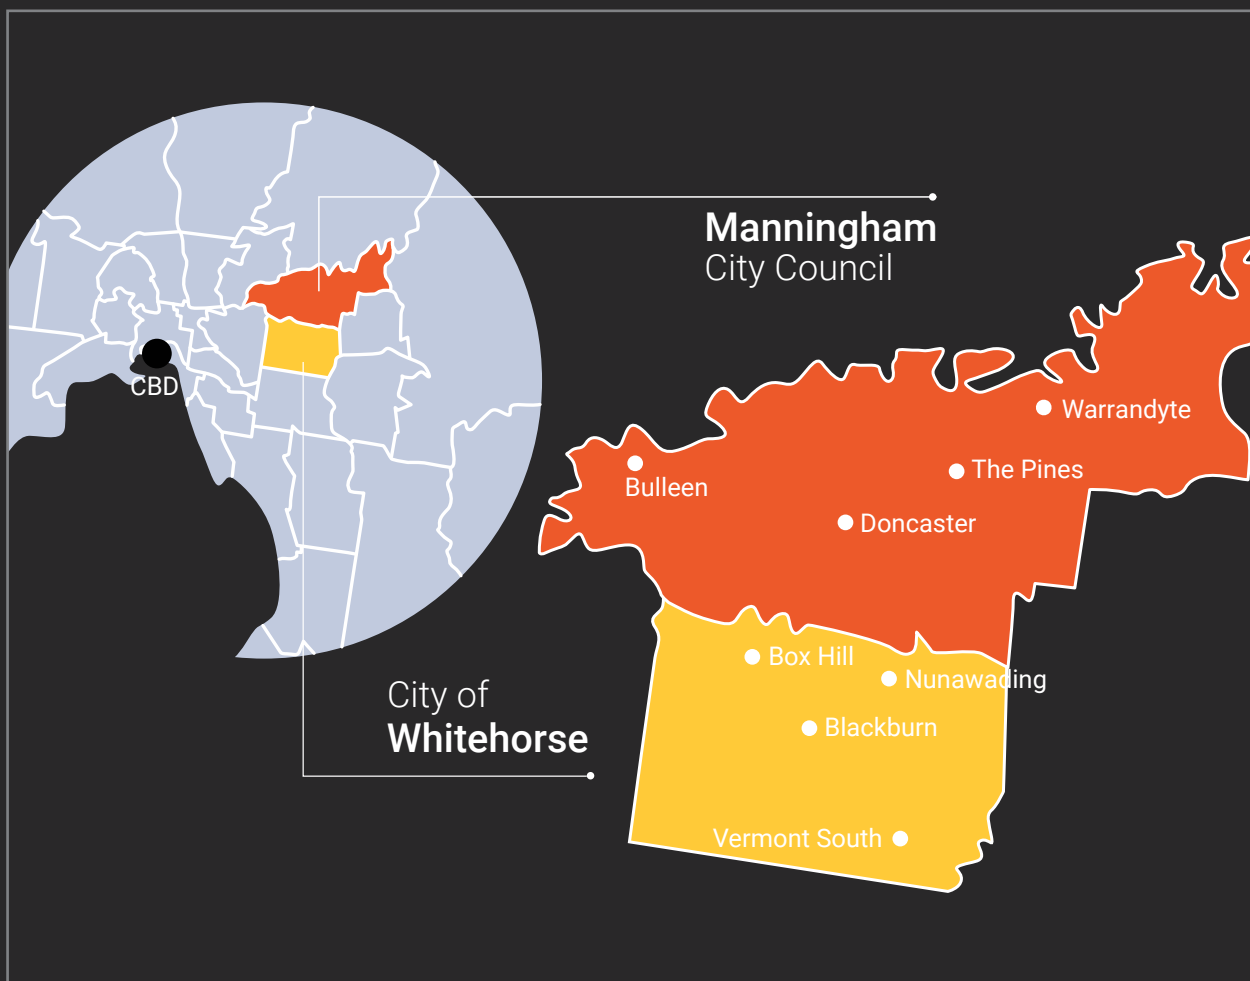 Manningham
City Council
CBD
Warrandyte
The Pines
Bulleen
Doncaster
Box Hill
Nunawading
City of
Whitehorse
Blackburn
Vermont South